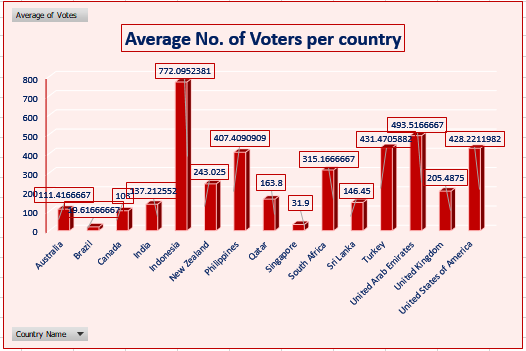 Average of Votes
Average No. of Voters per country
772.0952381
493.5166667
431.4705882
428.2211982
407.4090909
315.1666667
243.025
205.4875
163.8
146.45
137.212552
111.4166667
31.9
800
700
600
500
400
300
200
100
0
Australia
Brazil
Canada
India
Indonesia
New Zealand
Philippines
Qatar
Singapore
South Africa
Sri Lanka
Turkey
United Arab Emirates
United Kingdom
United States of America
Country Name